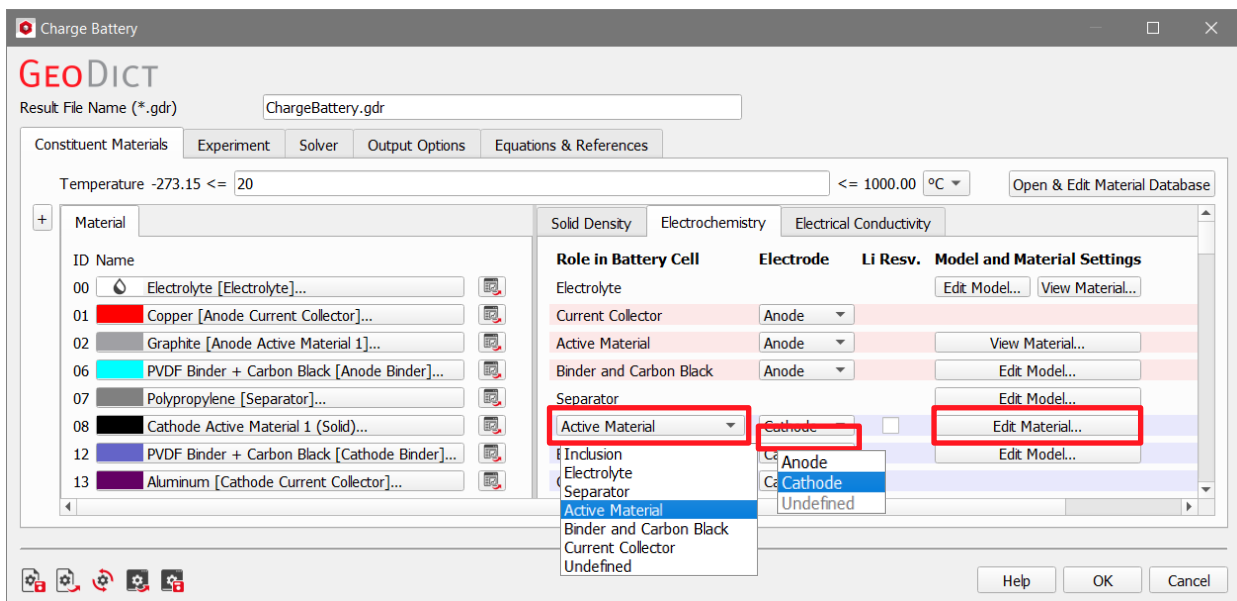 Charge Battery
GEODICT
Result File Name (*.gdr) ChargeBattery.gdr
Constituent Materials Experiment Solver Output Options Equations & References
Temperature -273.15 <= 20 <= 1000.00 °C Open & Edit Material Database
+ Material Solid Density Electrochemistry Electrical Conductivity
ID Name Role in Battery Cell Electrode Li Resv. Model and Material Settings
00 Electrolyte [Electrolyte]... Electrolyte Edit Model... View Material...
01 Copper [Anode Current Collector]... Current Collector Anode
02 Graphite [Anode Active Material 1]... Active Material Anode View Material...
06 PVDF Binder + Carbon Black [Anode Binder]... Binder and Carbon Black Anode Edit Model...
07 Polypropylene [Separator]... Separator Edit Model...
08 Cathode Active Material 1 (Solid)... Active Material Cathode Edit Material...
12 PVDF Binder + Carbon Black [Cathode Binder]... Edit Model...
13 Aluminum [Cathode Current Collector]...
Inclusion
Electrolyte
Separator
Active Material
Binder and Carbon Black
Current Collector
Undefined
Anode
Cathode
Undefined
Help OK Cancel